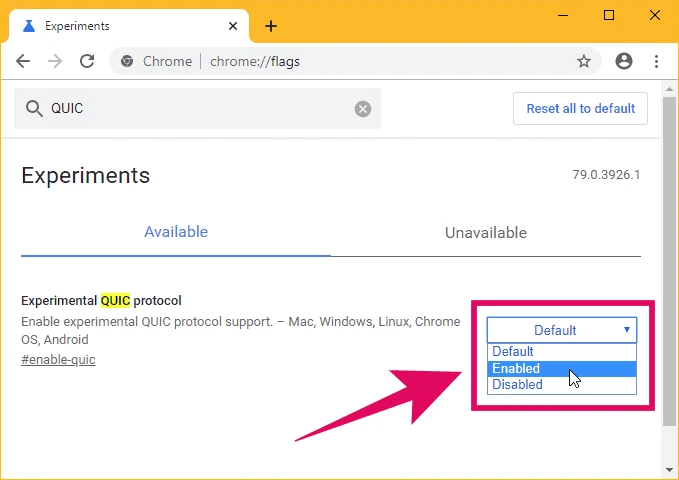 Experiments
Chrome | chrome://flags
QUIC
Reset all to default
Experiments
79.0.3926.1
Available
Unavailable
Experimental QUIC protocol
Enable experimental QUIC protocol support. – Mac, Windows, Linux, Chrome
OS, Android
#enable-quic
Default
Default
Enabled
Disabled